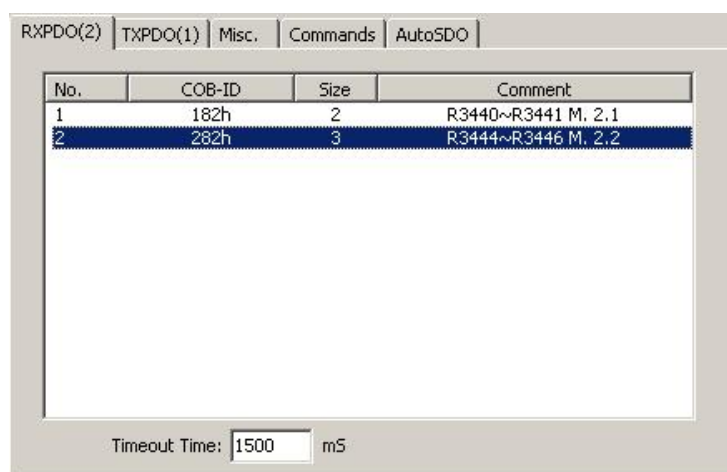 RXPDO(2) TXPDO(1) Misc. Commands AutoSDO
No. COB-ID Size Comment
1 182h 2 R3440~R3441 M. 2.1
2 282h 3 R3444~R3446 M. 2.2
Timeout Time: 1500 mS